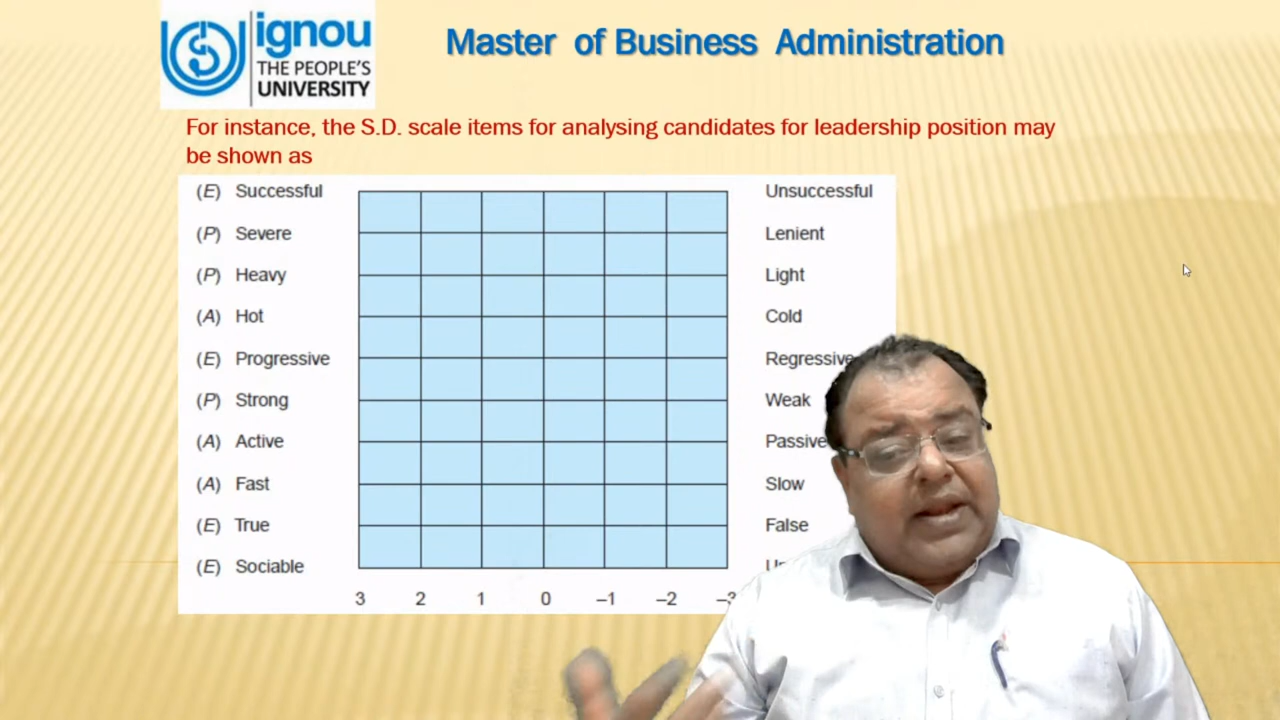 ignou
THE PEOPLE'S
UNIVERSITY
Master of Business Administration
For instance, the S.D. scale items for analysing candidates for leadership position may
be shown as
(E) Successful Unsuccessful
(P) Severe Lenient
(P) Heavy Light
(A) Hot Cold
(E) Progressive Regressive
(P) Strong Weak
(A) Active Passive
(A) Fast Slow
(E) True False
(E) Sociable
3 2 1 0 –1 –2 –3